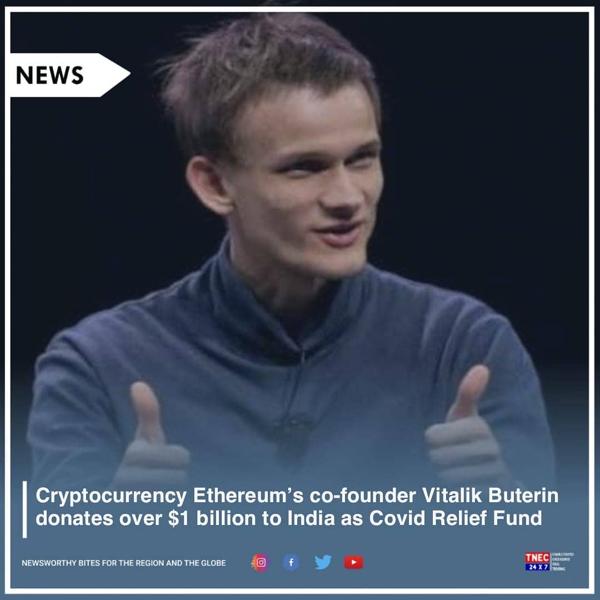 NEWS
Cryptocurrency Ethereum’s co-founder Vitalik Buterin
donates over $1 billion to India as Covid Relief Fund
NEWSWORTHY BITES FOR THE REGION AND THE GLOBE
TNEC
24 X 7